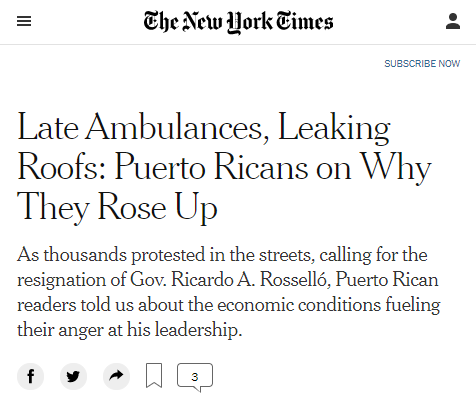 The New York Times
SUBSCRIBE NOW
Late Ambulances, Leaking
Roofs: Puerto Ricans on Why
They Rose Up
As thousands protested in the streets, calling for the
resignation of Gov. Ricardo A. Rosselló, Puerto Rican
readers told us about the economic conditions fueling
their anger at his leadership.
3